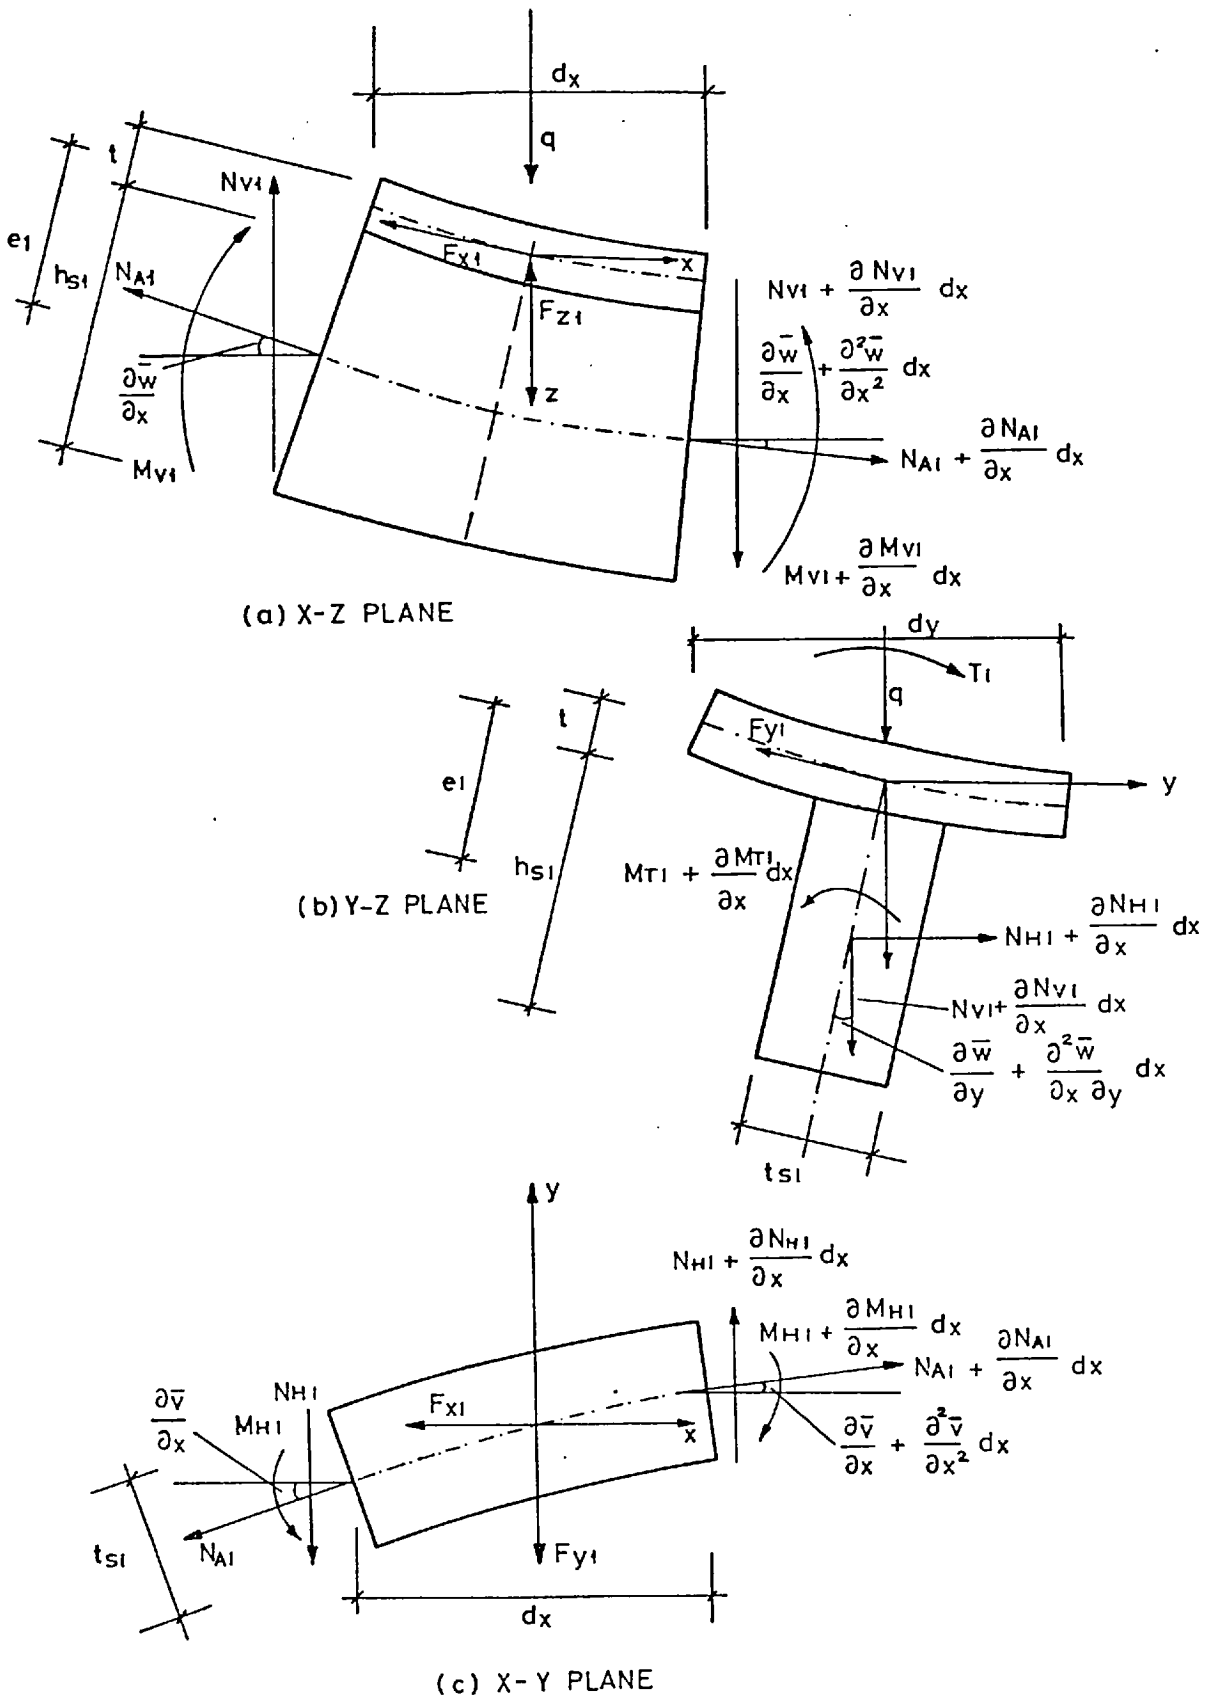 dx
q
t
e1
hS1
NV1
NA1
Fx1
x
Fz1
z
∂w̄/∂x
MV1
NV1 + ∂NV1/∂x dx
∂w̄/∂x + ∂²w̄/∂x² dx
NA1 + ∂NA1/∂x dx
MV1 + ∂MV1/∂x dx
(a) X-Z PLANE
dy
T1
q
t
e1
hS1
Fy1
y
MT1 + ∂MT1/∂x dx
(b) Y-Z PLANE
NH1 + ∂NH1/∂x dx
NV1 + ∂NV1/∂x dx
∂w̄/∂y + ∂²w̄/∂x ∂y dx
tS1
y
NH1 + ∂NH1/∂x dx
MH1 + ∂MH1/∂x dx
NA1 + ∂NA1/∂x dx
∂v̄/∂x
MH1
NH1
Fx1
x
∂v̄/∂x + ∂²v̄/∂x² dx
NA1
tS1
Fy1
dx
(c) X-Y PLANE